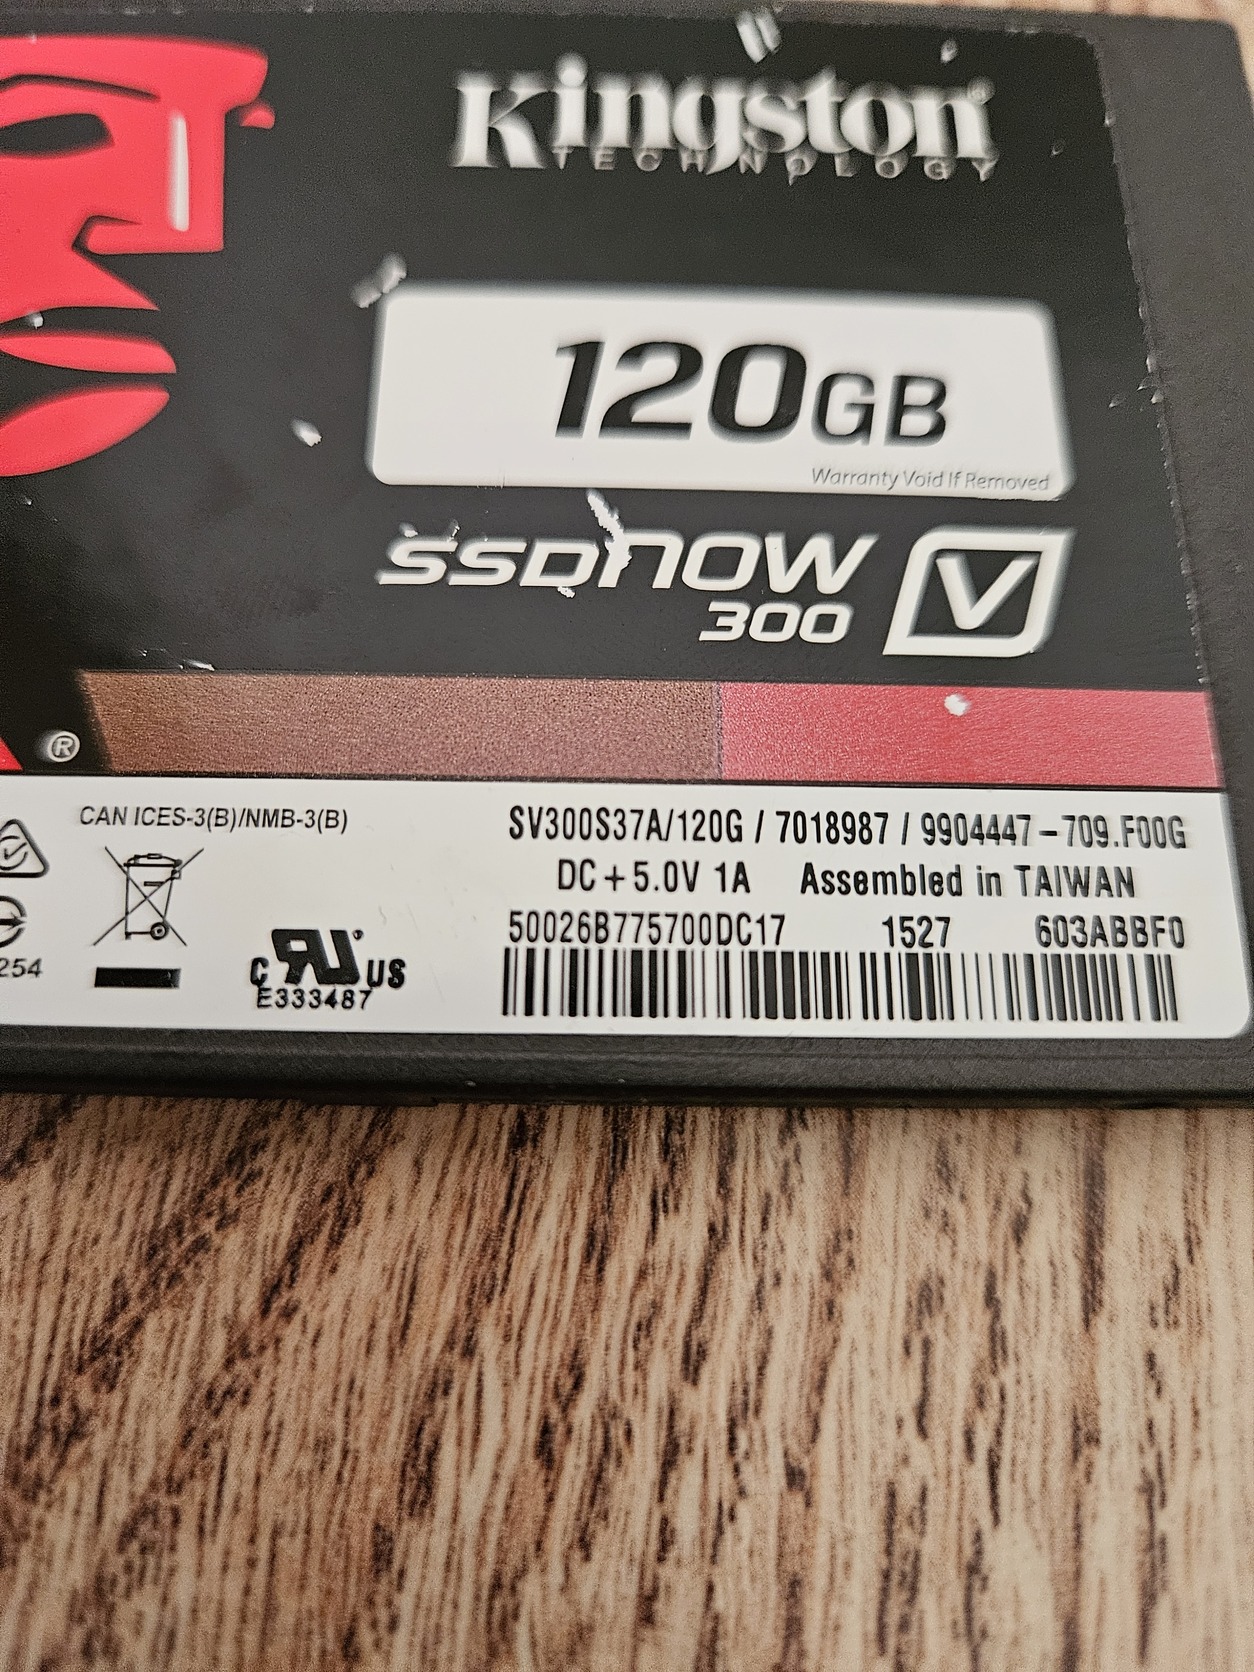 Kingston®
TECHNOLOGY
120GB
Warranty Void If Removed
SSDNOW
300 V
®
CAN ICES-3(B)/NMB-3(B)
SV300S37A/120G / 7018987 / 9904447-709.F00G
DC+5.0V 1A Assembled in TAIWAN
50026B775700DC17 1527 603ABBF0
254
C RU US
E333487